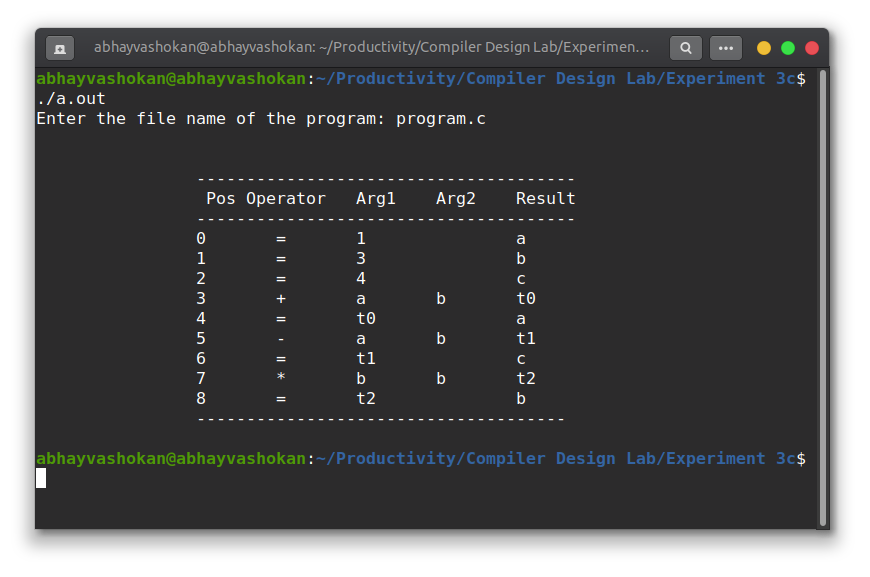 abhayvashokan@abhayvashokan: ~/Productivity/Compiler Design Lab/Experimen...
abhayvashokan@abhayvashokan:~/Productivity/Compiler Design Lab/Experiment 3c$
./a.out
Enter the file name of the program: program.c
--------------------------------------
Pos Operator Arg1 Arg2 Result
--------------------------------------
0 = 1 a
1 = 3 b
2 = 4 c
3 + a b t0
4 = t0 a
5 - a b t1
6 = t1 c
7 * b b t2
8 = t2 b
-------------------------------------
abhayvashokan@abhayvashokan:~/Productivity/Compiler Design Lab/Experiment 3c$